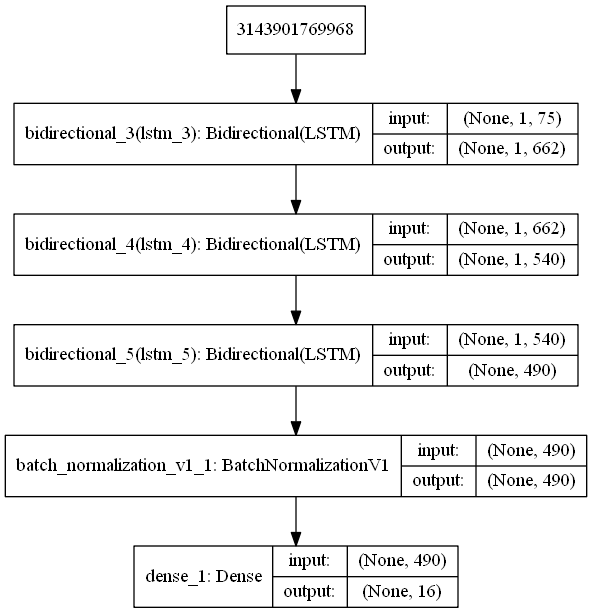 3143901769968
bidirectional_3(lstm_3): Bidirectional(LSTM)
input: (None, 1, 75)
output: (None, 1, 662)
bidirectional_4(lstm_4): Bidirectional(LSTM)
input: (None, 1, 662)
output: (None, 1, 540)
bidirectional_5(lstm_5): Bidirectional(LSTM)
input: (None, 1, 540)
output: (None, 490)
batch_normalization_v1_1: BatchNormalizationV1
input: (None, 490)
output: (None, 490)
dense_1: Dense
input: (None, 490)
output: (None, 16)